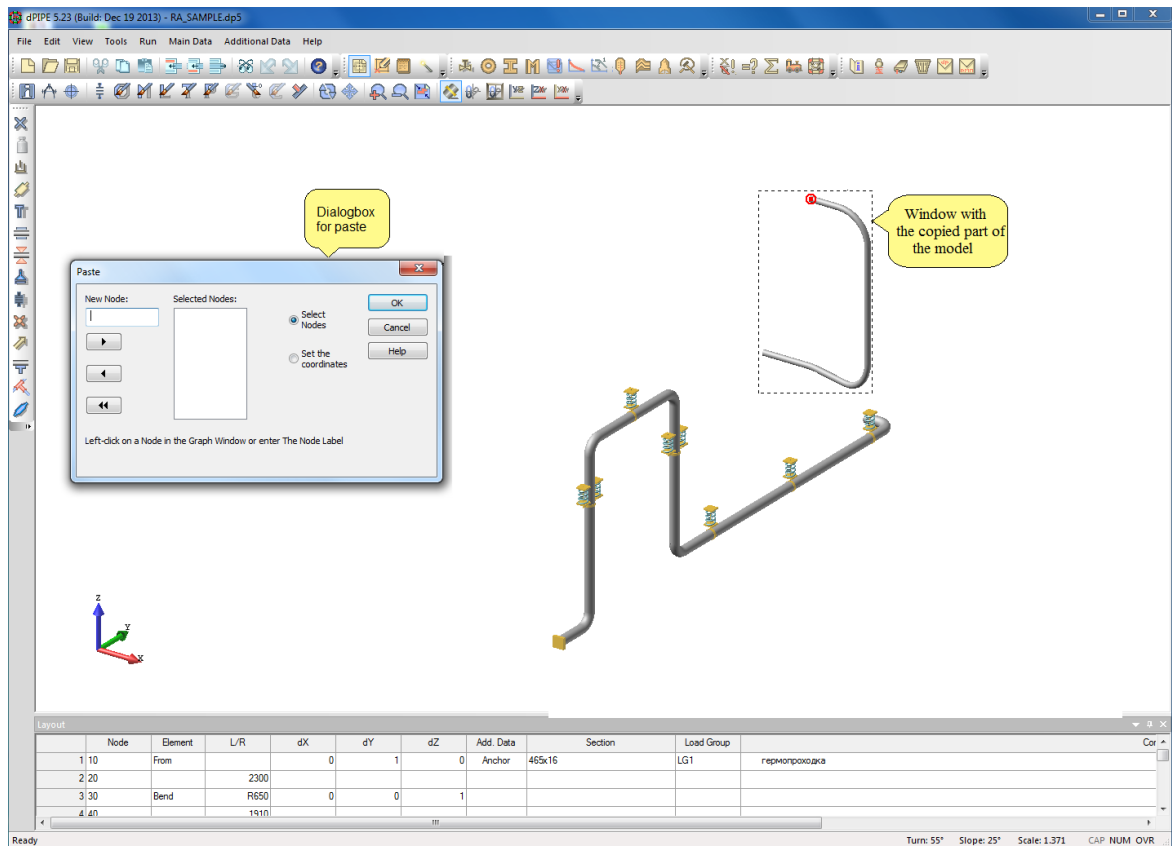 dPIPE 5.23 (Build: Dec 19 2013) - RA_SAMPLE.dp5
File Edit View Tools Run Main Data Additional Data Help
Dialogbox
for paste
Window with
the copied part of
the model
Paste
New Node:
Selected Nodes:
Select
Nodes
Set the
coordinates
OK
Cancel
Help
Left-click on a Node in the Graph Window or enter The Node Label
Z
Y
X
Layout
Node Element L/R dX dY dZ Add. Data Section Load Group Cor
1 10 From 0 1 0 Anchor 465x16 LG1 гермопроходка
2 20 2300
3 30 Bend R650 0 0 1
4 40 1910
Ready Turn: 55° Slope: 25° Scale: 1.371 CAP NUM OVR